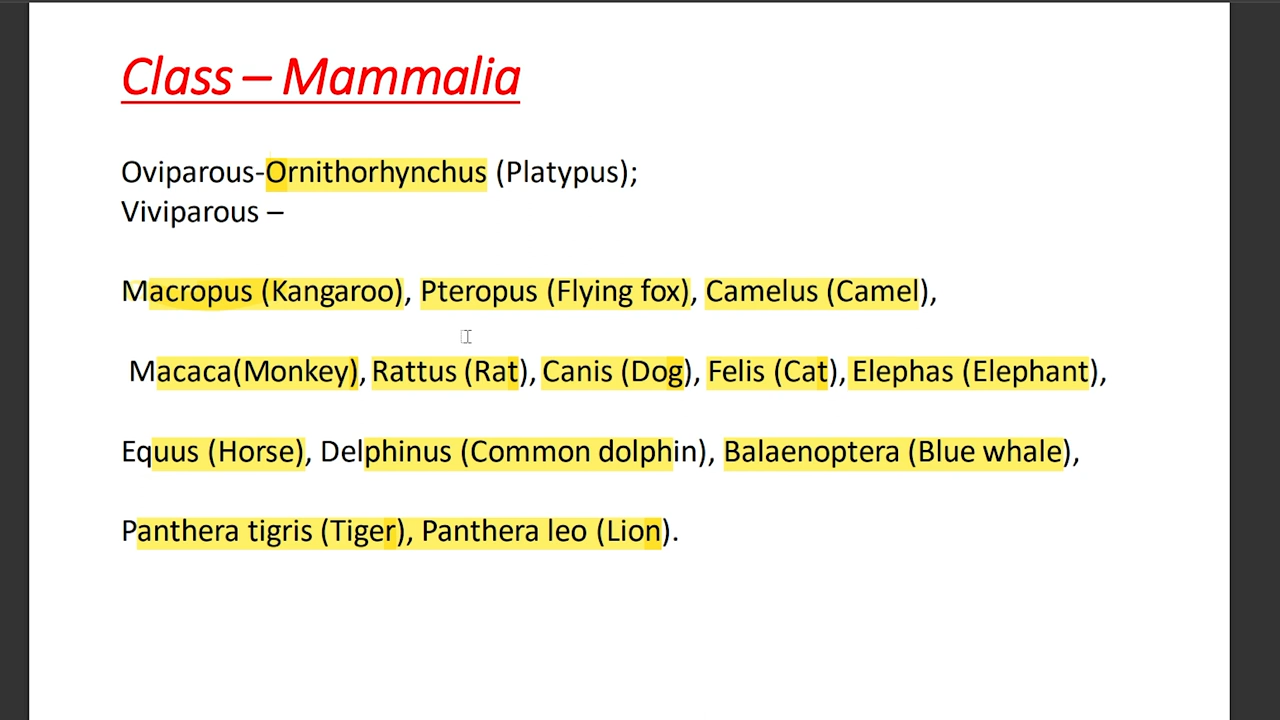 Class – Mammalia
Oviparous-Ornithorhynchus (Platypus);
Viviparous –
Macropus (Kangaroo), Pteropus (Flying fox), Camelus (Camel),
Macaca(Monkey), Rattus (Rat), Canis (Dog), Felis (Cat), Elephas (Elephant),
Equus (Horse), Delphinus (Common dolphin), Balaenoptera (Blue whale),
Panthera tigris (Tiger), Panthera leo (Lion).